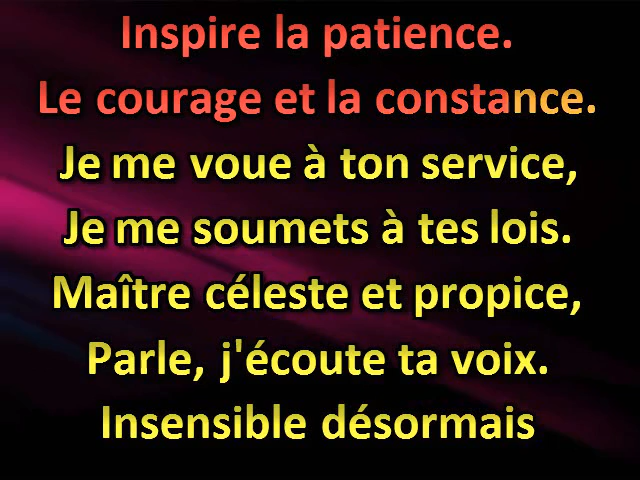 Inspire la patience.
Le courage et la constance.
Je me voue à ton service,
Je me soumets à tes lois.
Maître céleste et propice,
Parle, j'écoute ta voix.
Insensible désormais